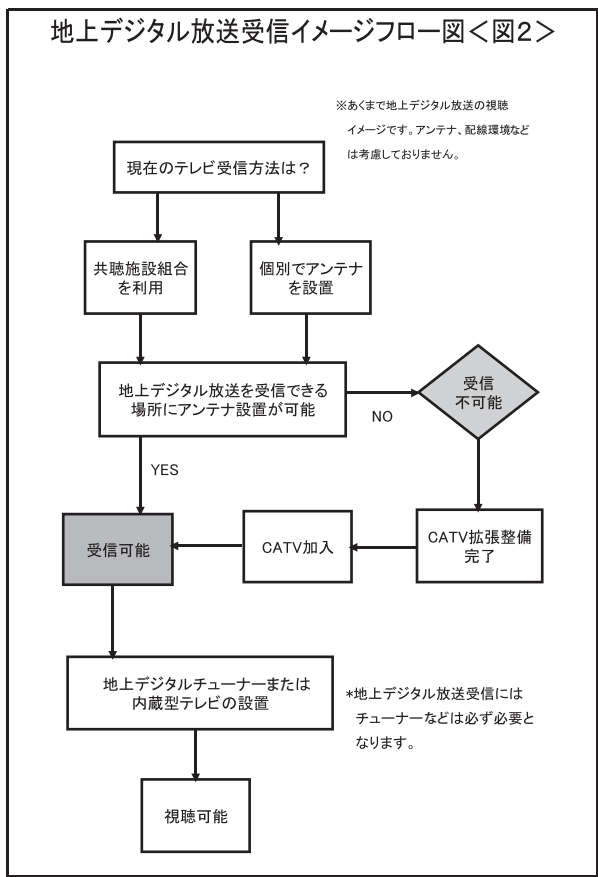 地上デジタル放送受信イメージフロー図＜図2＞
※あくまで地上デジタル放送の視聴
イメージです。アンテナ、配線環境など
は考慮しておりません。
現在のテレビ受信方法は？
共聴施設組合
を利用
個別でアンテナ
を設置
地上デジタル放送を受信できる
場所にアンテナ設置が可能
NO
受信
不可能
YES
受信可能
CATV加入
CATV拡張整備
完了
地上デジタルチューナーまたは
内蔵型テレビの設置
*地上デジタル放送受信には
チューナーなどは必ず必要と
なります。
視聴可能